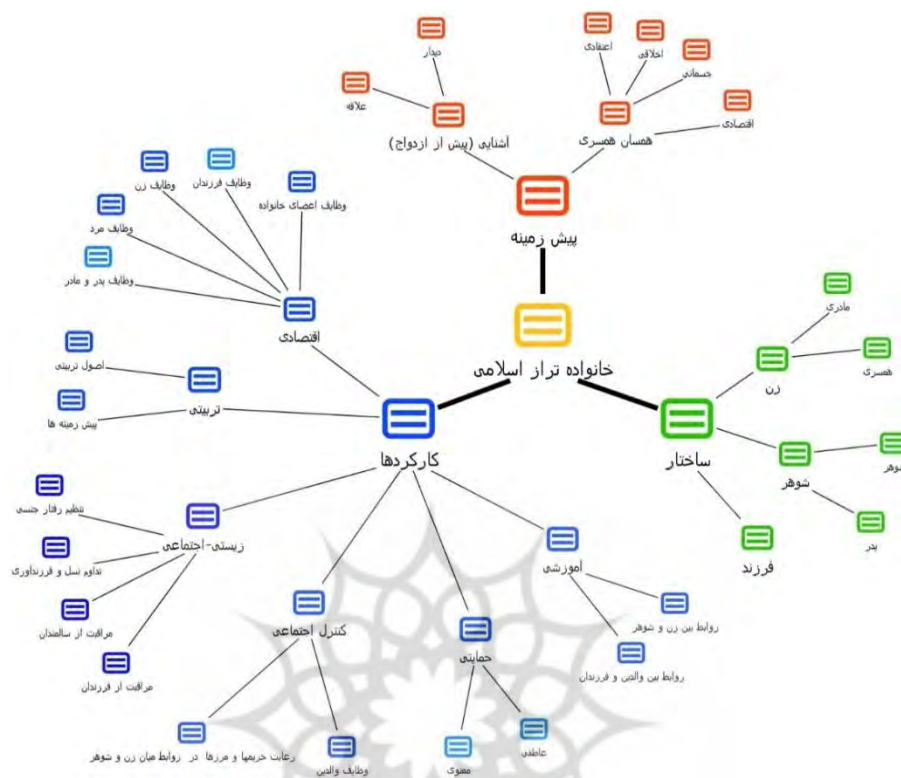 اخلاقی
اعتقادی
دیدار
جسمانی
علاقه
اقتصادی
همسان همسری
آشنایی (پیش از ازدواج)
وظایف فرزندان
وظایف زن
وظایف اعضای خانواده
وظایف مرد
پیش زمینه
وظایف پدر و مادر
مادری
اقتصادی
خانواده تراز اسلامی
اصول تربیتی
همسری
زن
تربیتی
پیش زمینه ها
کارکردها
ساختار
شوهر
شوهر
تنظیم رفتار جنسی
زیستی-اجتماعی
پدر
فرزند
آموزشی
تداوم نسل و فرزندآوری
روابط بین زن و شوهر
مراقبت از سالمندان
کنترل اجتماعی
حمایتی
روابط بین والدین و فرزندان
مراقبت از فرزندان
عاطفی
رعایت حریمها و مرزها در روابط میان زن و شوهر
وظایف والدین
معنوی